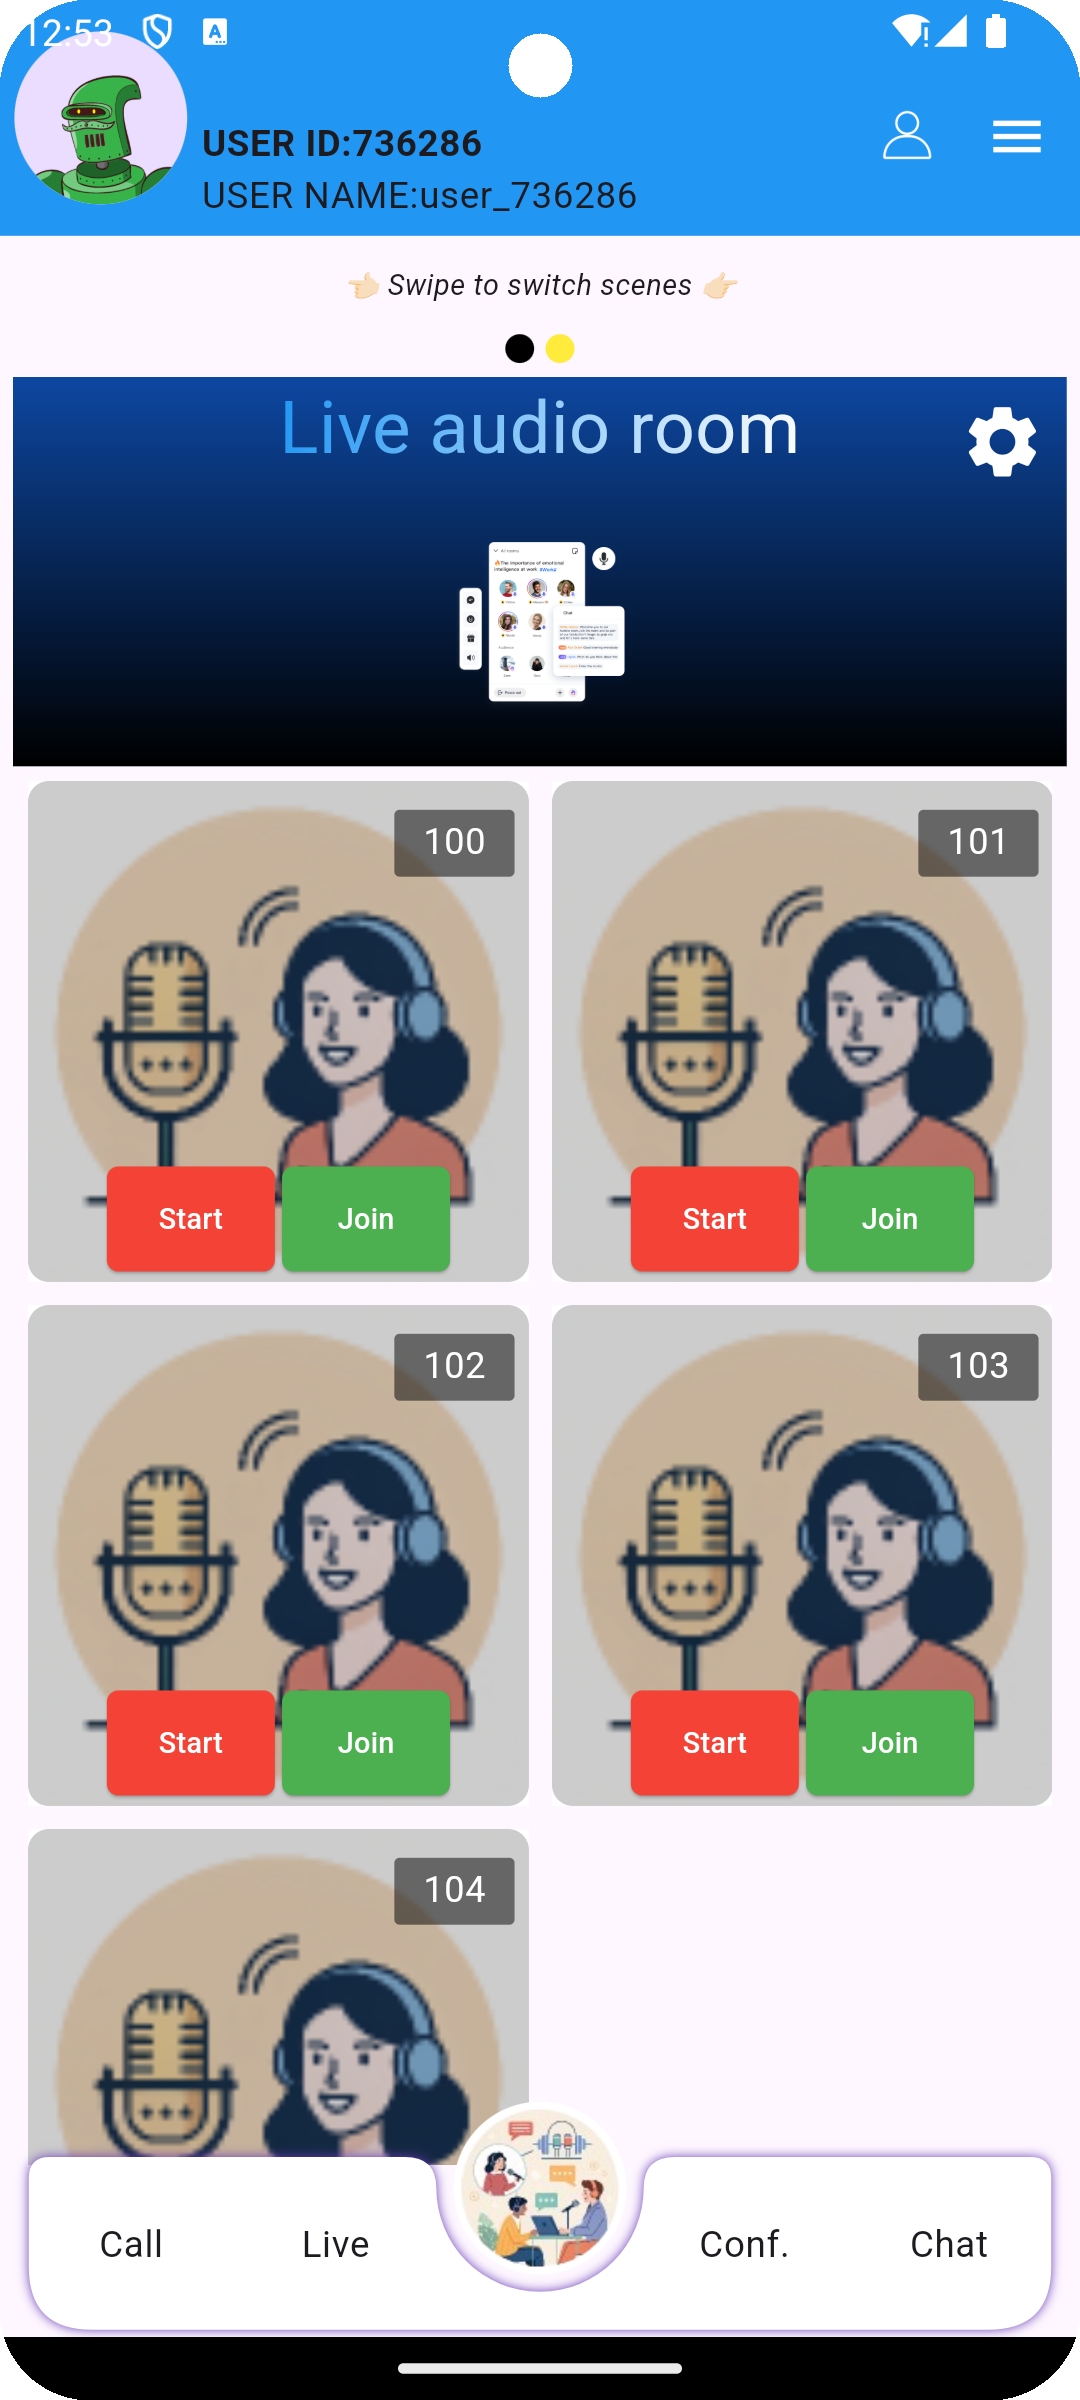 12:53
USER ID:736286
USER NAME:user_736286
👈🏻 Swipe to switch scenes 👉🏻
Live audio room
100
101
Start
Join
Start
Join
102
103
Start
Join
Start
Join
104
Call
Live
Conf.
Chat